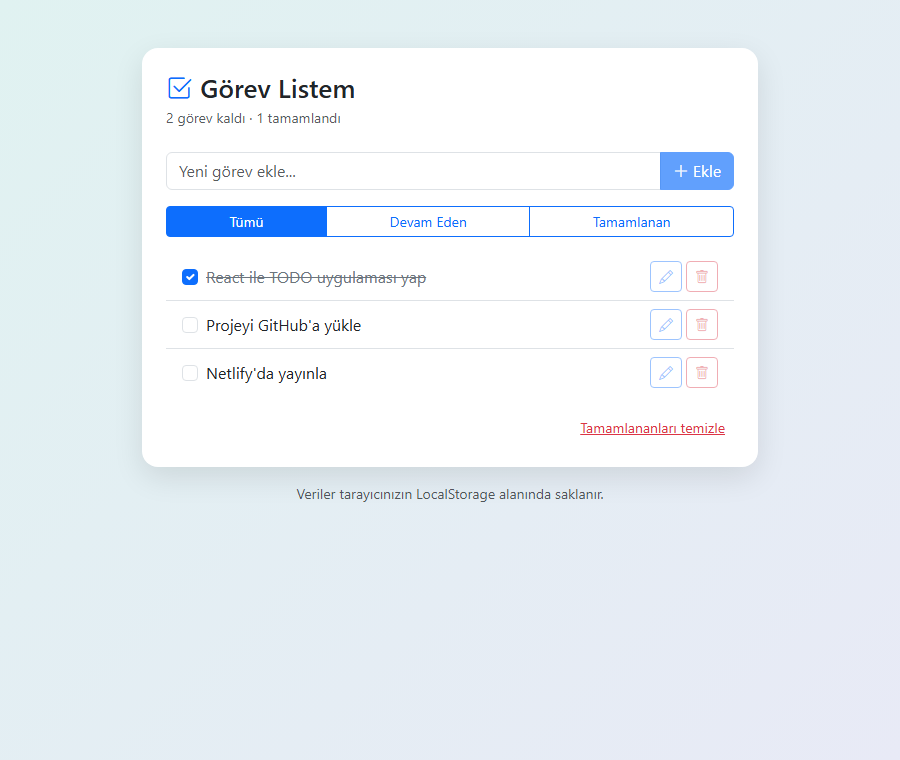 Görev Listem
2 görev kaldı · 1 tamamlandı
Yeni görev ekle...
+ Ekle
Tümü
Devam Eden
Tamamlanan
React ile TODO uygulaması yap
Projeyi GitHub'a yükle
Netlify'da yayınla
Tamamlananları temizle
Veriler tarayıcınızın LocalStorage alanında saklanır.